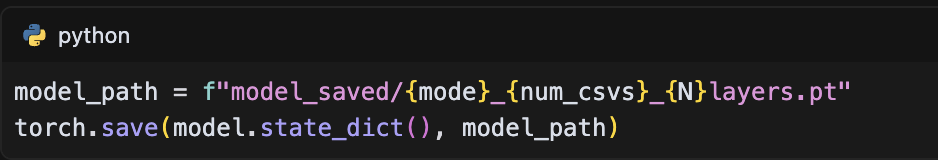 python
model_path = f"model_saved/{mode}_{num_csvs}_{N}layers.pt"
torch.save(model.state_dict(), model_path)